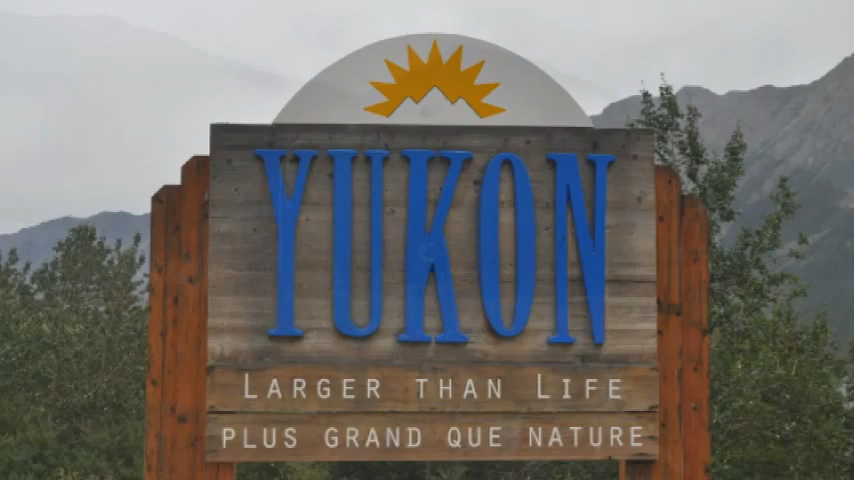 YUKON
LARGER THAN LIFE
PLUS GRAND QUE NATURE